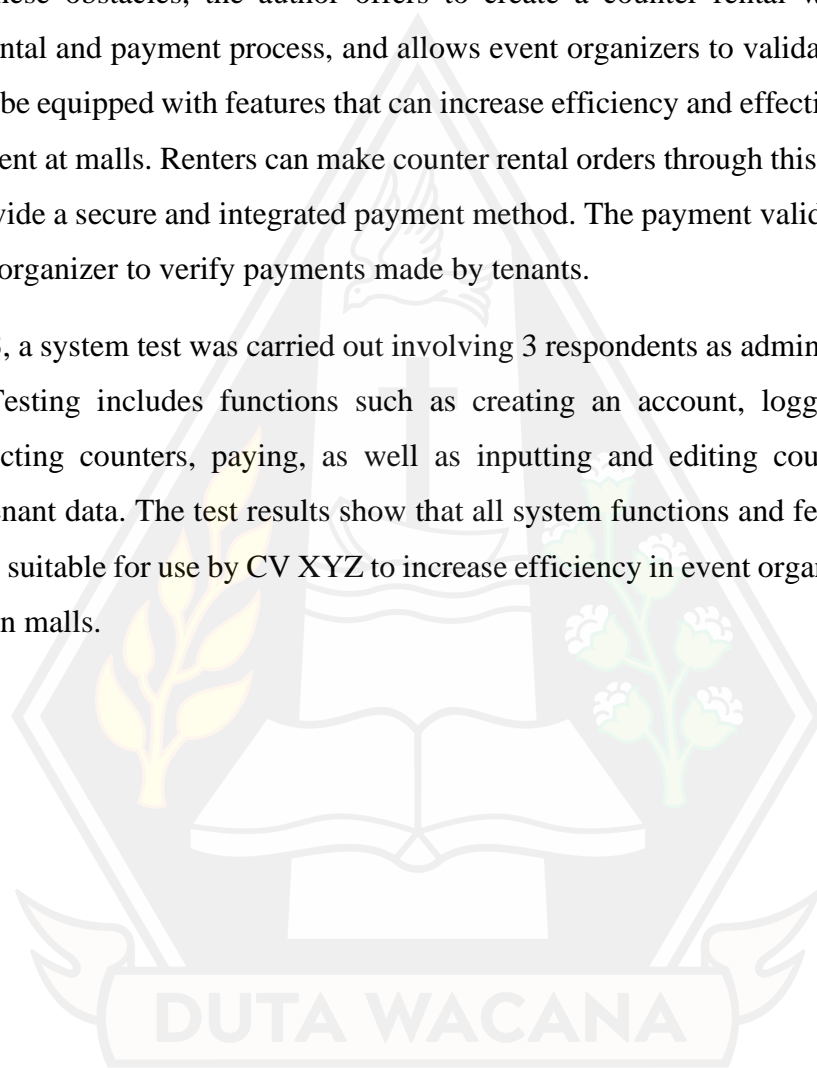 these obstacles, the author offers to create a counter rental w
ntal and payment process, and allows event organizers to valida
be equipped with features that can increase efficiency and effecti
ent at malls. Renters can make counter rental orders through this
vide a secure and integrated payment method. The payment valid
organizer to verify payments made by tenants.
, a system test was carried out involving 3 respondents as admin
Testing includes functions such as creating an account, logg
cting counters, paying, as well as inputting and editing cou
enant data. The test results show that all system functions and fe
suitable for use by CV XYZ to increase efficiency in event organ
n malls.
DUTA WACANA